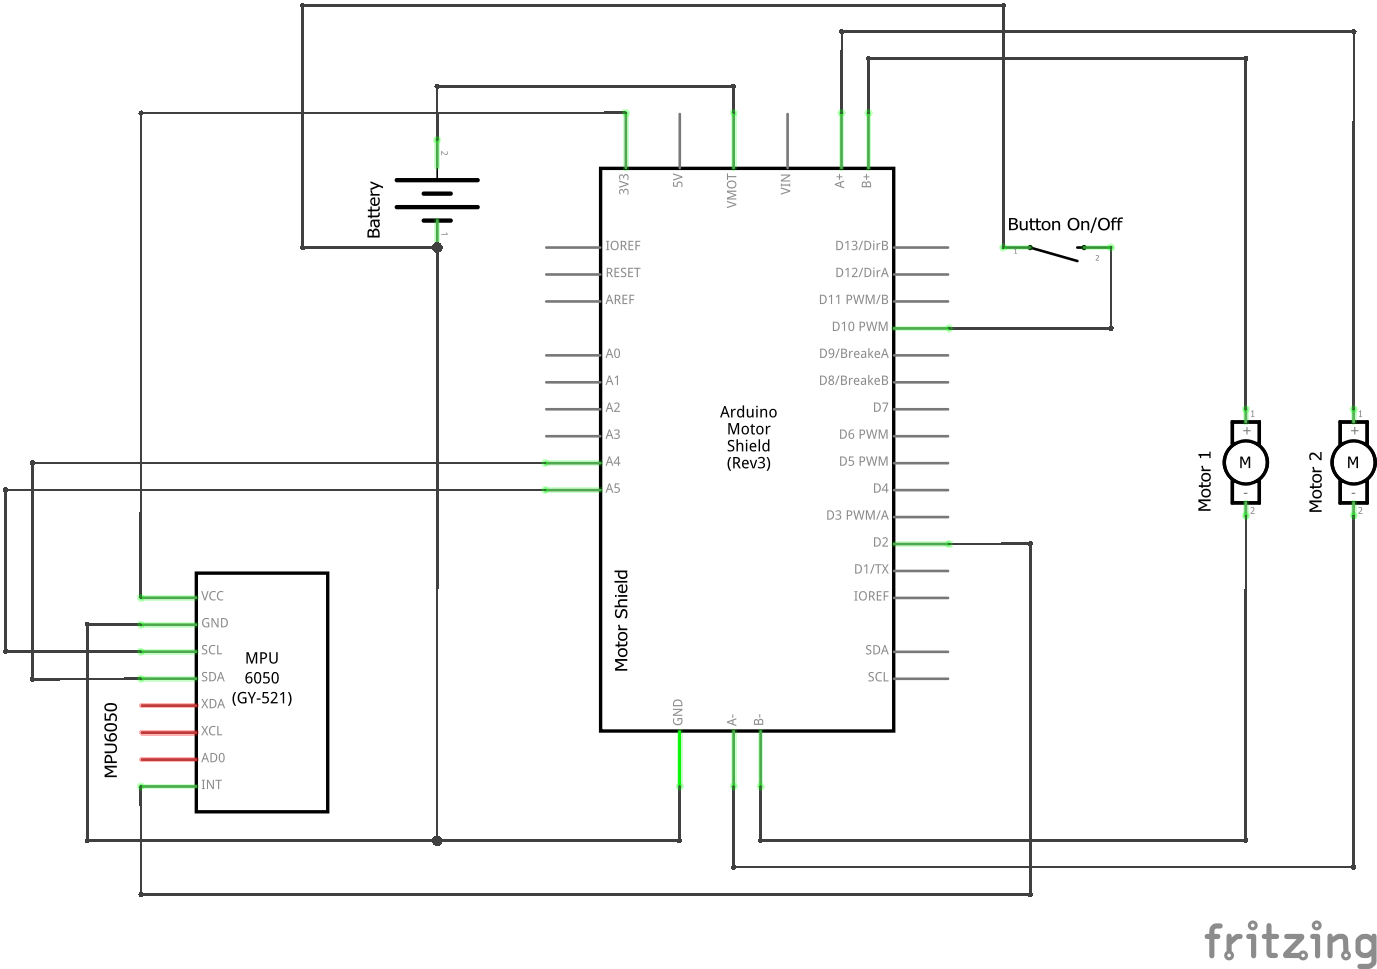 2
Battery
1
3V3
5V
VMOT
VIN
A+
B+
Button On/Off
1
2
IOREF
RESET
AREF
A0
A1
A2
A3
A4
A5
D13/DirB
D12/DirA
D11 PWM/B
D10 PWM
D9/BreakeA
D8/BreakeB
D7
D6 PWM
D5 PWM
D4
D3 PWM/A
D2
D1/TX
IOREF
SDA
SCL
Arduino
Motor
Shield
(Rev3)
Motor Shield
GND
A-
B-
Motor 1
1
+
M
-
2
Motor 2
1
+
M
-
2
MPU6050
VCC
GND
SCL
SDA
XDA
XCL
AD0
INT
MPU
6050
(GY-521)
fritzing